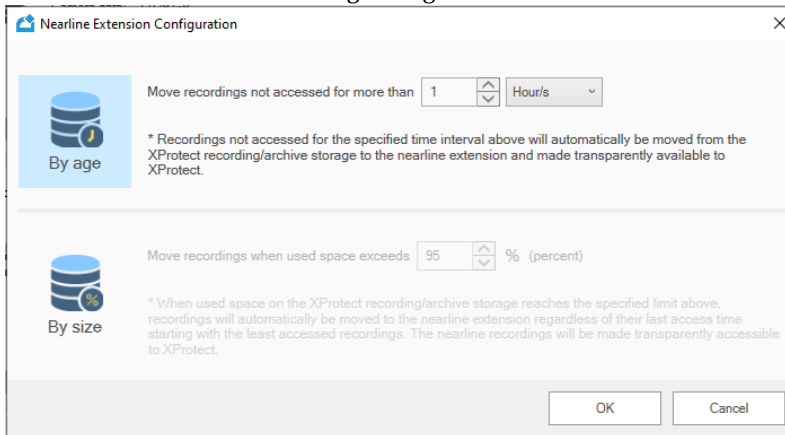 Nearline Extension Configuration
Move recordings not accessed for more than 1 Hour/s
* Recordings not accessed for the specified time interval above will automatically be moved from the
XProtect recording/archive storage to the nearline extension and made transparently available to
XProtect.
By age
Move recordings when used space exceeds 95 % (percent)
* When used space on the XProtect recording/archive storage reaches the specified limit above,
recordings will automatically be moved to the nearline extension regardless of their last access time
starting with the least accessed recordings. The nearline recordings will be made transparently accessible
to XProtect.
%
By size
OK Cancel